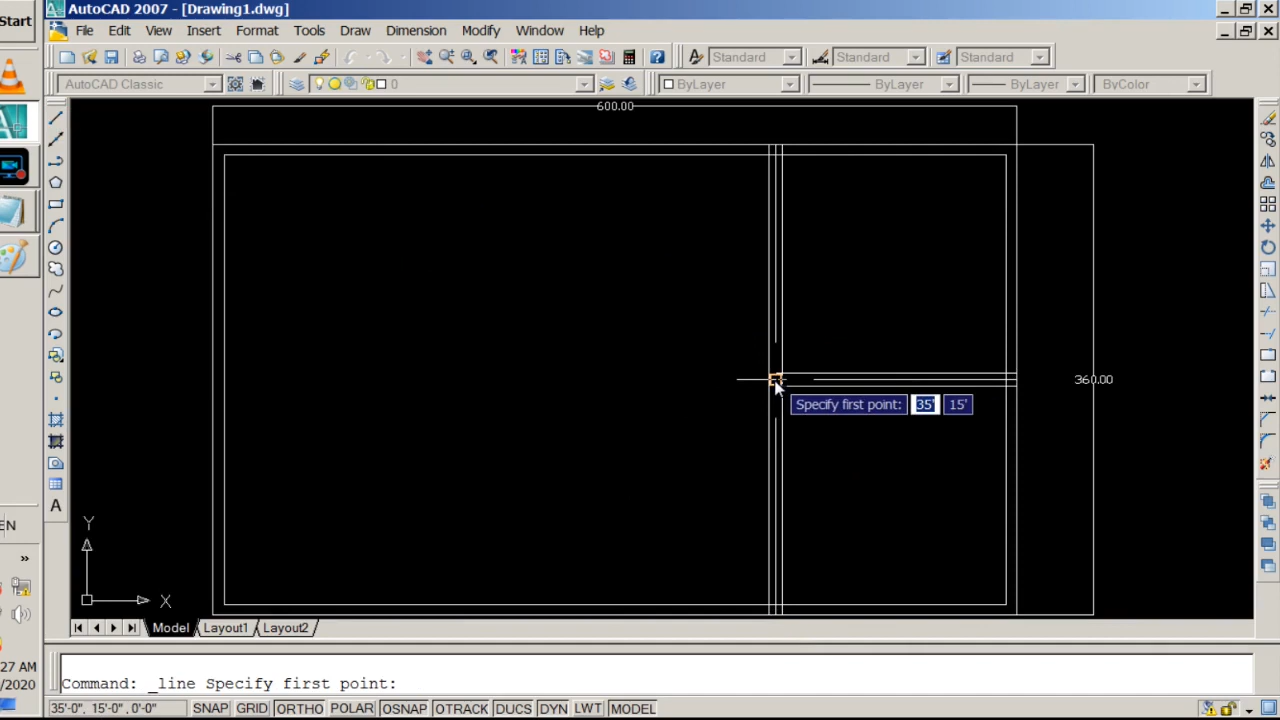 Start
AutoCAD 2007 - [Drawing1.dwg]
File Edit View Insert Format Tools Draw Dimension Modify Window Help
Standard Standard Standard
AutoCAD Classic 0 ByLayer ByLayer ByLayer ByColor
600.00
360.00
Specify first point: 35' 15'
A
EN
»
Y
X
Model Layout1 Layout2
:27 AM
/2020
Command: _line Specify first point:
35'-0", 15'-0", 0'-0" SNAP GRID ORTHO POLAR OSNAP OTRACK DUCS DYN LWT MODEL